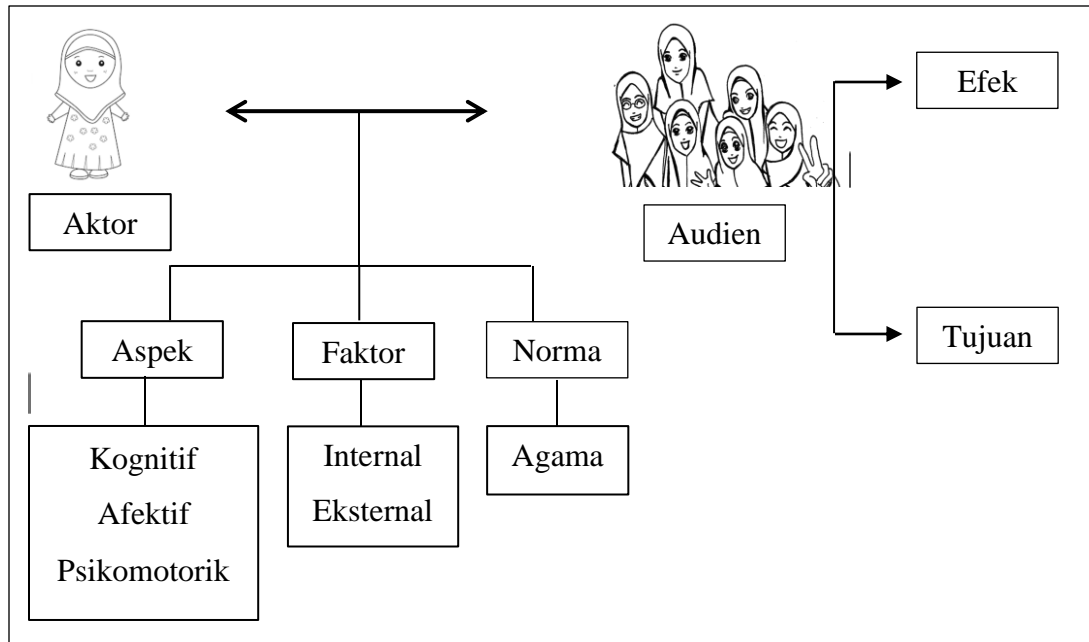 Efek
Aktor
Audien
Aspek
Faktor
Norma
Tujuan
Kognitif
Afektif
Psikomotorik
Internal
Eksternal
Agama